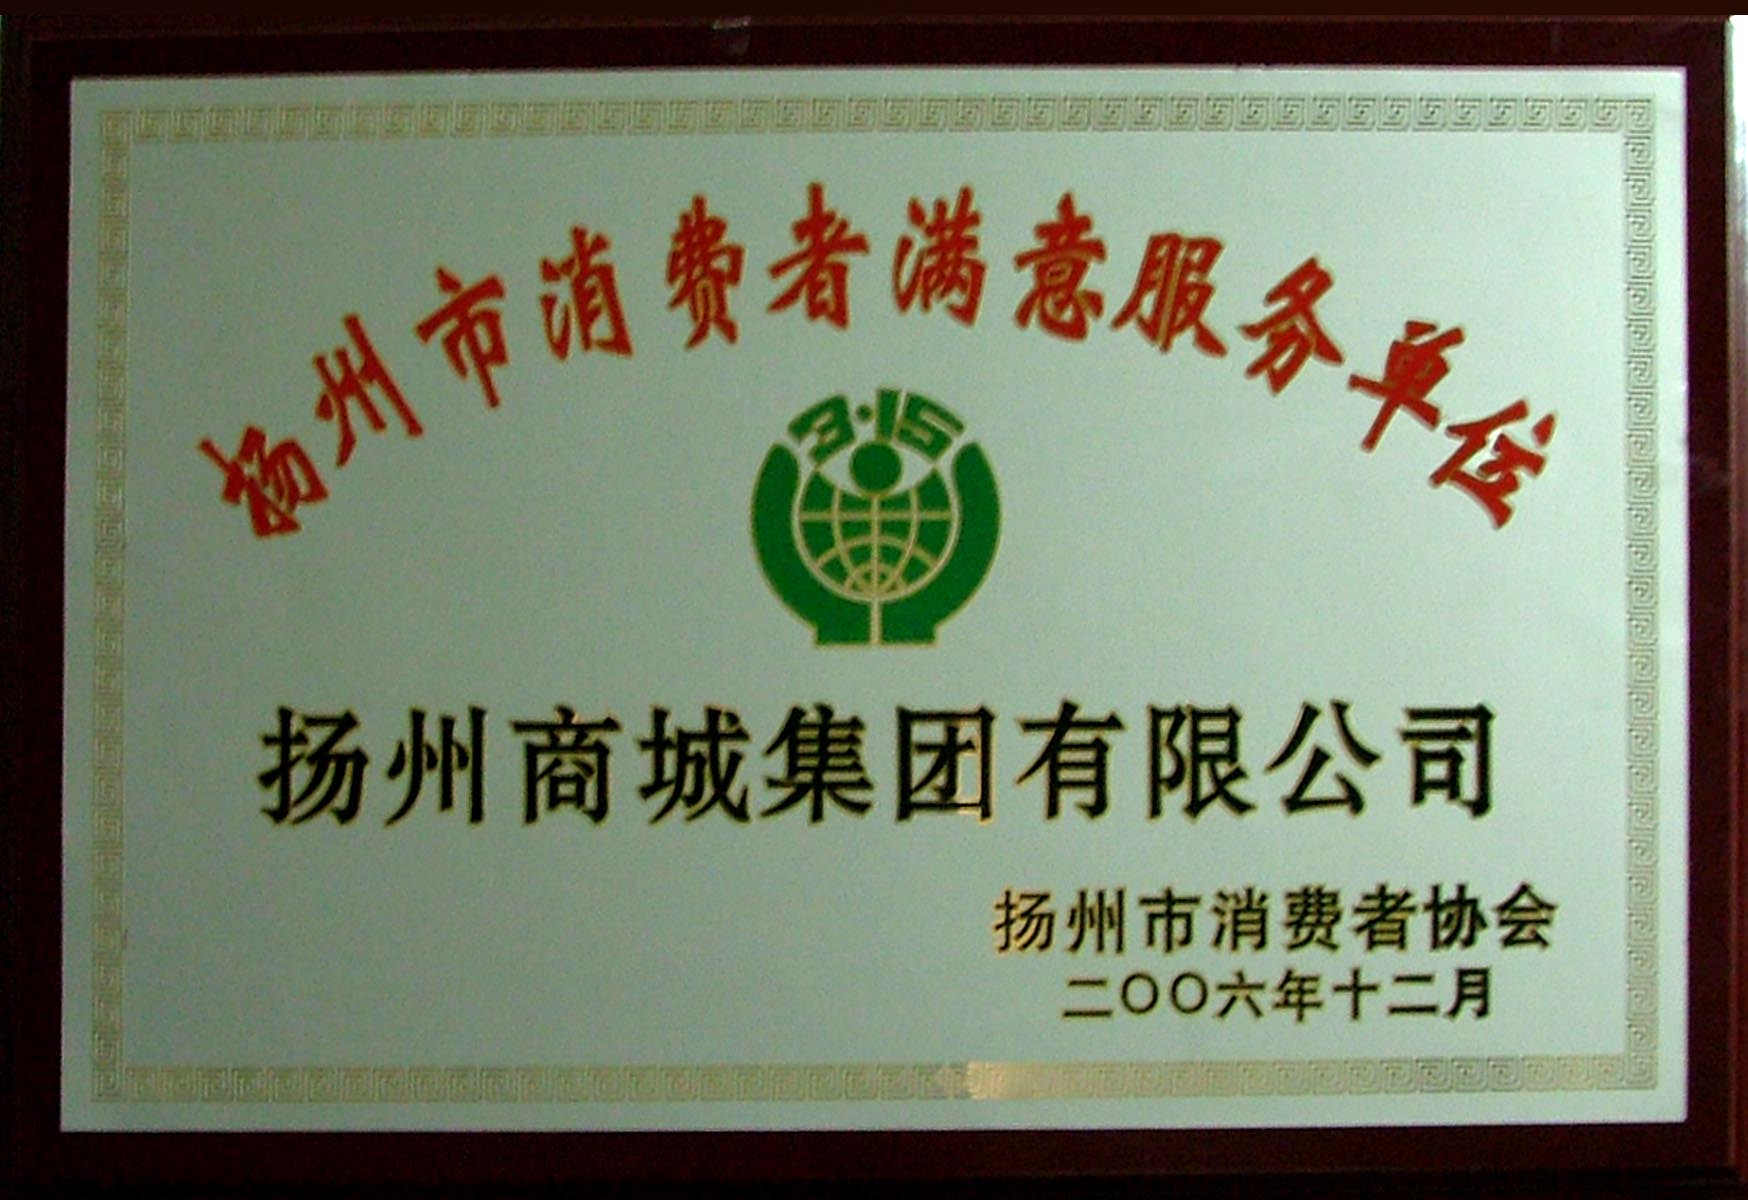 扬州市消费者满意服务单位
3·15
扬州商城集团有限公司
扬州市消费者协会
二〇〇六年十二月